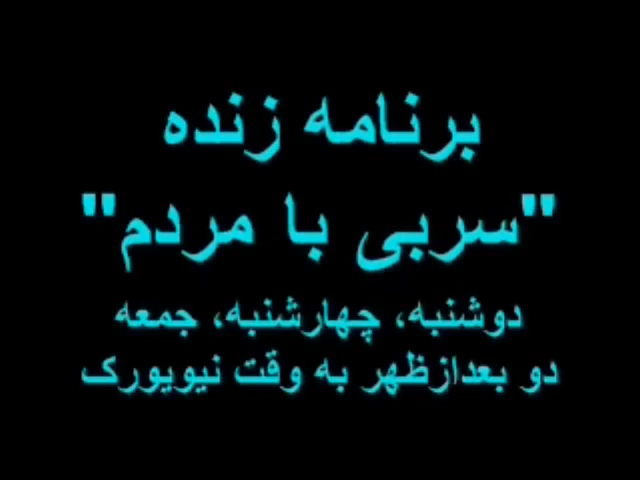 برنامه زنده
"سربی با مردم"
دوشنبه، چهارشنبه، جمعه
دو بعدازظهر به وقت نیویورک